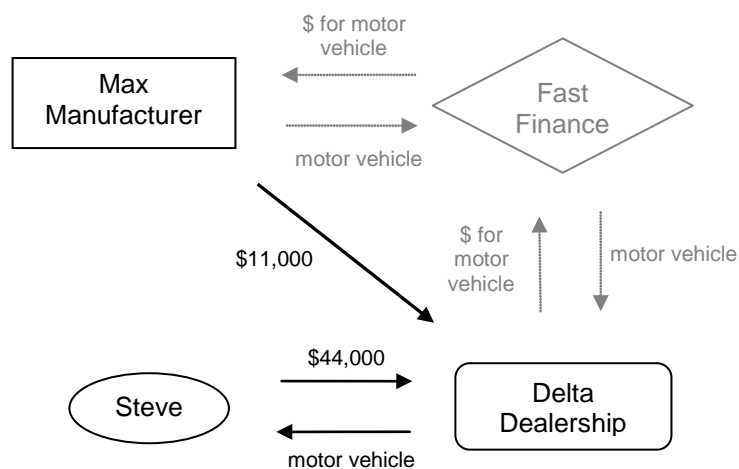 $ for motor
vehicle
Max
Manufacturer
Fast
Finance
motor vehicle
$11,000
$ for
motor
vehicle
motor vehicle
$44,000
Steve
Delta
Dealership
motor vehicle